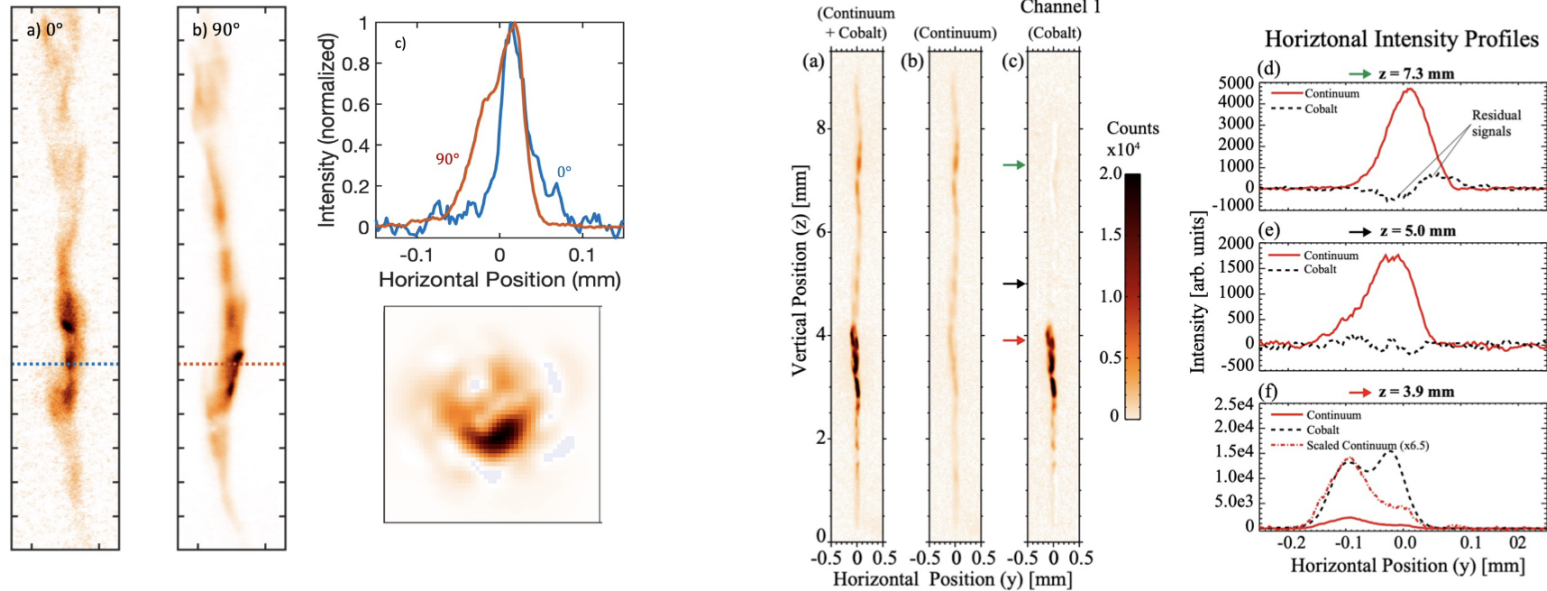 a) 0°
b) 90°
c)
Intensity (normalized)
1
0.8
0.6
0.4
0.2
0
90°
0°
-0.1
0
0.1
Horizontal Position (mm)
Channel 1
(Continuum
+ Cobalt)
(Continuum)
(Cobalt)
(a)
(b)
(c)
Vertical Position (z) [mm]
8
6
4
2
0
-0.5 0 0.5
-0.5 0 0.5
-0.5 0 0.5
Horizontal Position (y) [mm]
Counts
x10⁴
2.0
1.5
1.0
0.5
0
Horiztonal Intensity Profiles
Intensity [arb. units]
(d)
z = 7.3 mm
5000
4000
3000
2000
1000
0
-1000
Continuum
Cobalt
Residual
signals
(e)
z = 5.0 mm
2000
1500
1000
500
0
-500
Continuum
Cobalt
(f)
z = 3.9 mm
2.5e4
2.0e4
1.5e4
1.0e4
5.0e3
0
Continuum
Cobalt
Scaled Continuum (x6.5)
-0.2
-0.1
0.0
0.1
02
Horizontal Position (y) [mm]